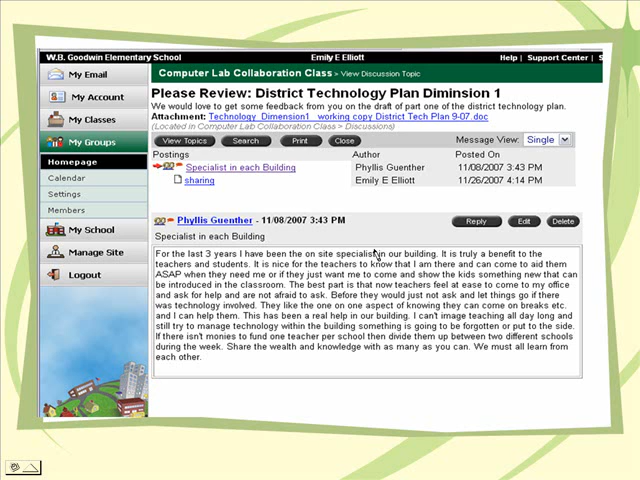 W.B. Goodwin Elementary School Emily E Elliott Help | Support Center | S
My Email
My Account
My Classes
My Groups
Homepage
Calendar
Settings
Members
My School
Manage Site
Logout
Computer Lab Collaboration Class > View Discussion Topic
Please Review: District Technology Plan Diminsion 1
We would love to get some feedback from you on the draft of part one of the district technology plan.
Attachment: Technology_Dimension1_ working copy District Tech Plan 9-07.doc
(Located in Computer Lab Collaboration Class > Discussions)
View Topics Search Print Close Message View: Single
Postings Author Posted On
Specialist in each Building Phyllis Guenther 11/08/2007 3:43 PM
sharing Emily E Elliott 11/26/2007 4:14 PM
Phyllis Guenther - 11/08/2007 3:43 PM Reply Edit Delete
Specialist in each Building
For the last 3 years I have been the on site specialist in our building. It is truly a benefit to the
teachers and students. It is nice for the teachers to know that I am there and can come to aid them
ASAP when they need me or if they just want me to come and show the kids something new that can
be introduced in the classroom. The best part is that now teachers feel at ease to come to my office
and ask for help and are not afraid to ask. Before they would just not ask and let things go if there
was technology involved. They like the one on one aspect of knowing they can come on breaks etc.
and I can help them. This has been a real help in our building. I can't image teaching all day long and
still try to manage technology within the building something is going to be forgotten or put to the side.
If there isn't monies to fund one teacher per school then divide them up between two different schools
during the week. Share the wealth and knowledge with as many as you can. We must all learn from
each other.